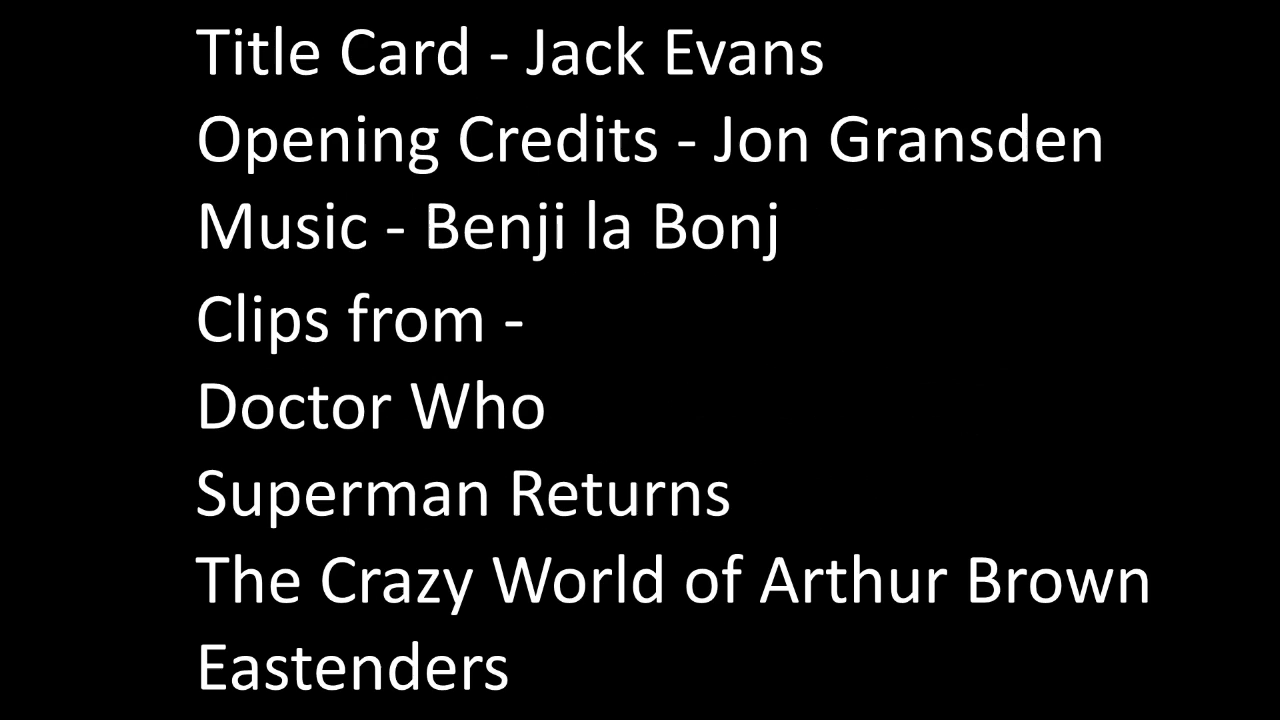 Title Card - Jack Evans
Opening Credits - Jon Gransden
Music - Benji la Bonj
Clips from -
Doctor Who
Superman Returns
The Crazy World of Arthur Brown
Eastenders